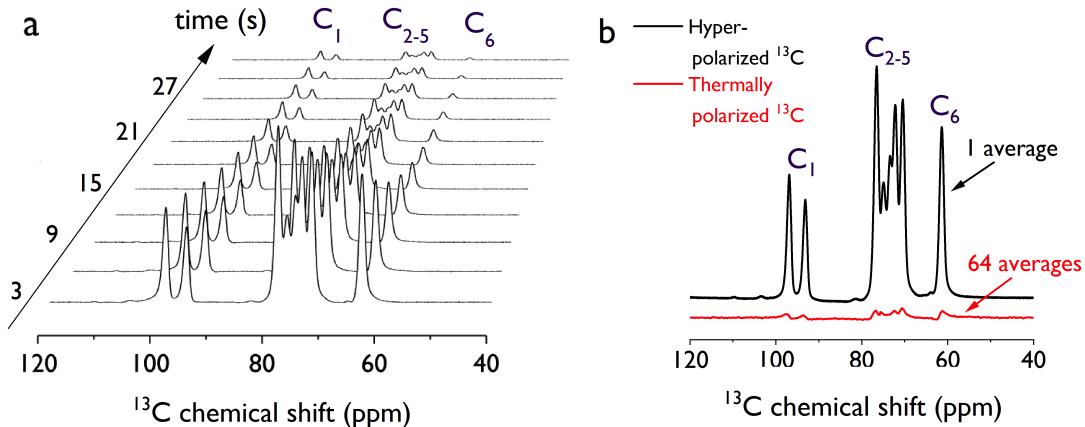 a
time (s)
C1
C2-5
C6
27
21
15
9
3
120
100
80
60
40
13C chemical shift (ppm)
b
Hyper-
polarized 13C
Thermally
polarized 13C
C2-5
C6
C1
1 average
64 averages
120
100
80
60
40
13C chemical shift (ppm)